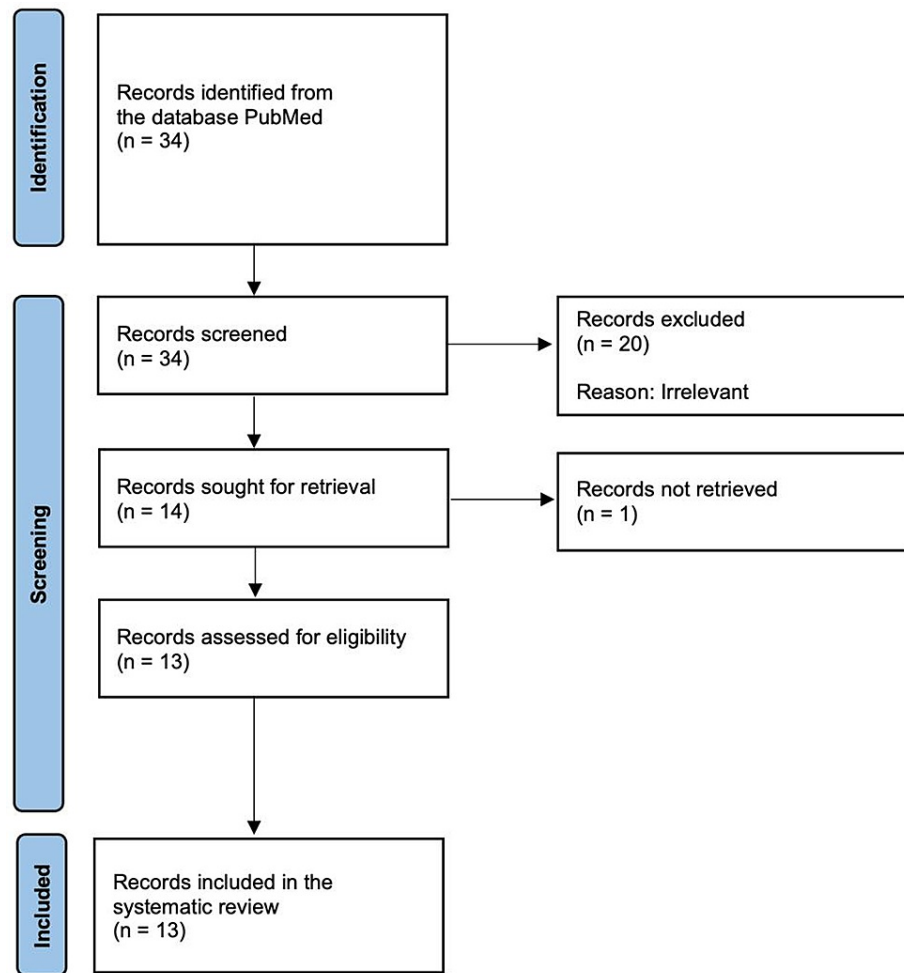 Identification
Records identified from
the database PubMed
(n = 34)
Screening
Records screened
(n = 34)
Records excluded
(n = 20)
Reason: Irrelevant
Records sought for retrieval
(n = 14)
Records not retrieved
(n = 1)
Records assessed for eligibility
(n = 13)
Included
Records included in the
systematic review
(n = 13)